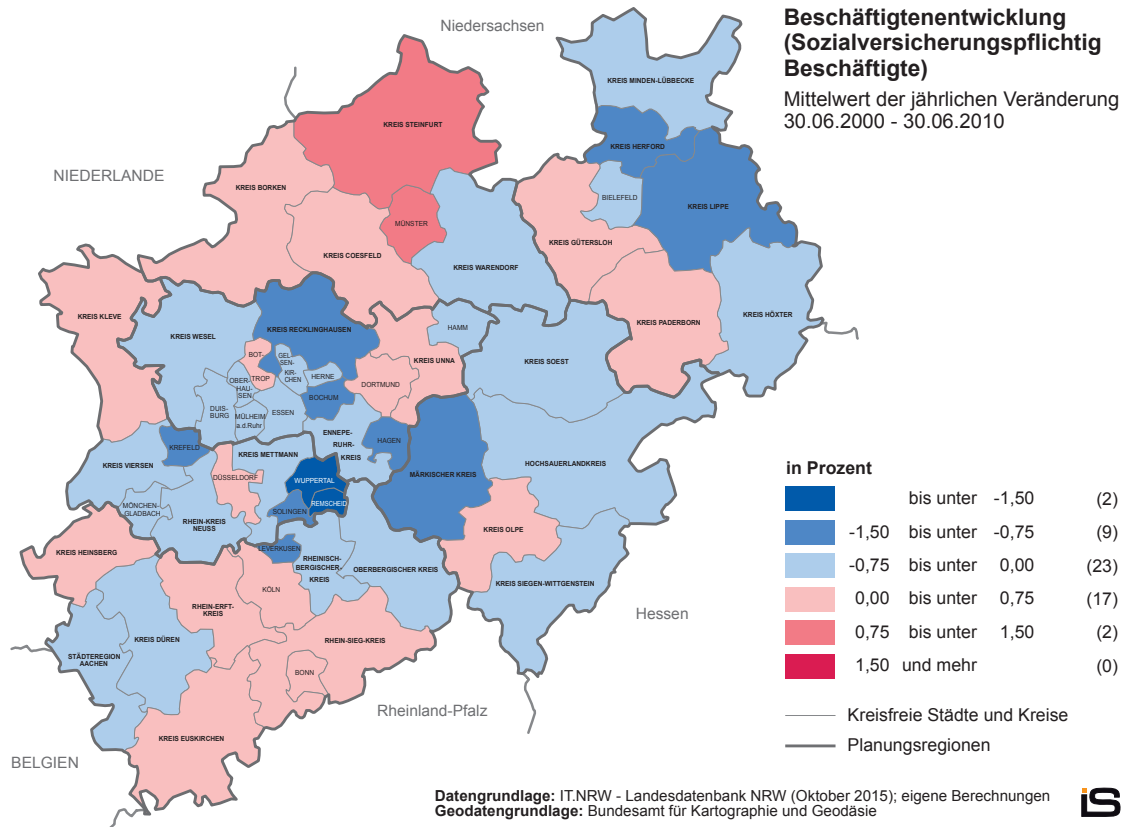 Niedersachsen
Beschäftigtenentwicklung
(Sozialversicherungspflichtig
Beschäftigte)
Mittelwert der jährlichen Veränderung
30.06.2000 - 30.06.2010
KREIS MINDEN-LÜBBECKE
KREIS STEINFURT
KREIS HERFORD
NIEDERLANDE
KREIS BORKEN
BIELEFELD
KREIS LIPPE
MÜNSTER
KREIS GÜTERSLOH
KREIS COESFELD
KREIS WARENDORF
KREIS HÖXTER
KREIS KLEVE
KREIS PADERBORN
KREIS RECKLINGHAUSEN
HAMM
KREIS WESEL
BOT-
TROP
GEL-
SEN-
KIR-
CHEN
KREIS UNNA
KREIS SOEST
HERNE
OBER-
HAU-
SEN
DORTMUND
BOCHUM
DUIS-
BURG
MÜLHEIM
a.d.Ruhr
ESSEN
ENNEPE-
RUHR-
KREIS
HAGEN
KREFELD
KREIS METTMANN
KREIS VIERSEN
HOCHSAUERLANDKREIS
MÄRKISCHER KREIS
DÜSSELDORF
WUPPERTAL
REMSCHEID
SOLINGEN
MÖNCHEN-
GLADBACH
RHEIN-KREIS
NEUSS
KREIS OLPE
KREIS HEINSBERG
LEVERKUSEN
RHEINISCH-
BERGISCHER-
KREIS
OBERBERGISCHER KREIS
KREIS SIEGEN-WITTGENSTEIN
KÖLN
RHEIN-ERFT-
KREIS
Hessen
KREIS DÜREN
RHEIN-SIEG-KREIS
STÄDTEREGION
AACHEN
BONN
Rheinland-Pfalz
KREIS EUSKIRCHEN
BELGIEN
in Prozent
bis unter -1,50 (2)
-1,50 bis unter -0,75 (9)
-0,75 bis unter 0,00 (23)
0,00 bis unter 0,75 (17)
0,75 bis unter 1,50 (2)
1,50 und mehr (0)
Kreisfreie Städte und Kreise
Planungsregionen
Datengrundlage: IT.NRW - Landesdatenbank NRW (Oktober 2015); eigene Berechnungen
Geodatengrundlage: Bundesamt für Kartographie und Geodäsie
iS